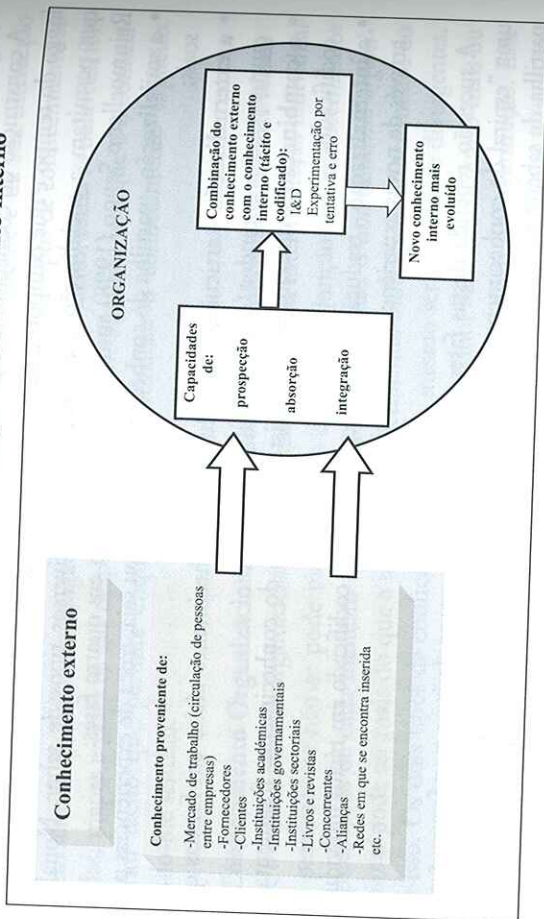 interno
Conhecimento externo
Conhecimento proveniente de:
-Mercado de trabalho (circulação de pessoas
entre empresas)
-Fornecedores
-Clientes
-Instituições académicas
-Instituições governamentais
-Instituições sectoriais
-Livros e revistas
-Concorrentes
-Alianças
-Redes em que se encontra inserida
etc.
ORGANIZAÇÃO
Capacidades
de:
prospecção
absorção
integração
Combinação do
conhecimento externo
com o conhecimento
interno (tácito e
codificado):
I&D
Experimentação por
tentativa e erro
Novo conhecimento
interno mais
evoluído